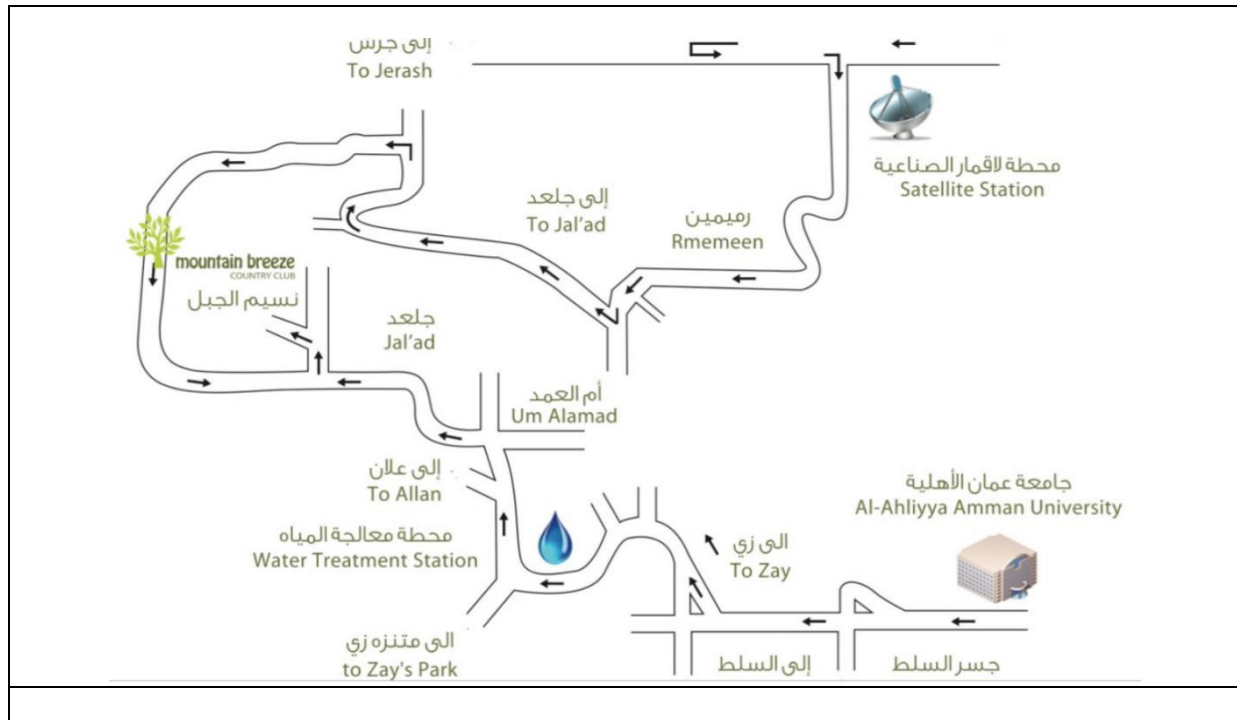 إلى جرش
To Jerash
محطة لاقمار الصناعية
Satellite Station
إلى جلعد
To Jal'ad
رميمين
Rmemeen
mountain breeze
COUNTRY CLUB
نسيم الجبل
جلعد
Jal'ad
أم العمد
Um Alamad
إلى علان
To Allan
جامعة عمان الأهلية
Al-Ahliyya Amman University
محطة معالجة المياه
Water Treatment Station
الى زي
To Zay
الى متنزه زي
to Zay's Park
إلى السلط
جسر السلط